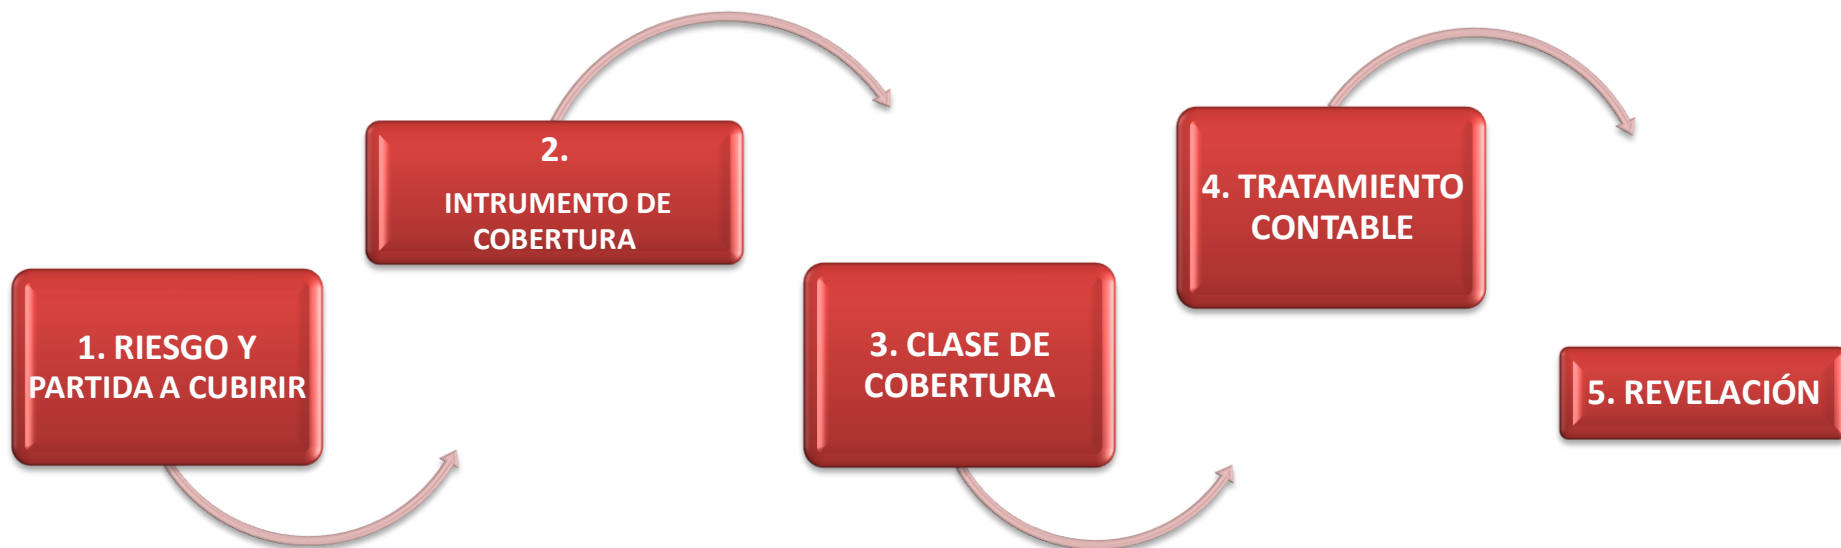 1. RIESGO Y
PARTIDA A CUBIRIR
2.
INTRUMENTO DE
COBERTURA
3. CLASE DE
COBERTURA
4. TRATAMIENTO
CONTABLE
5. REVELACIÓN